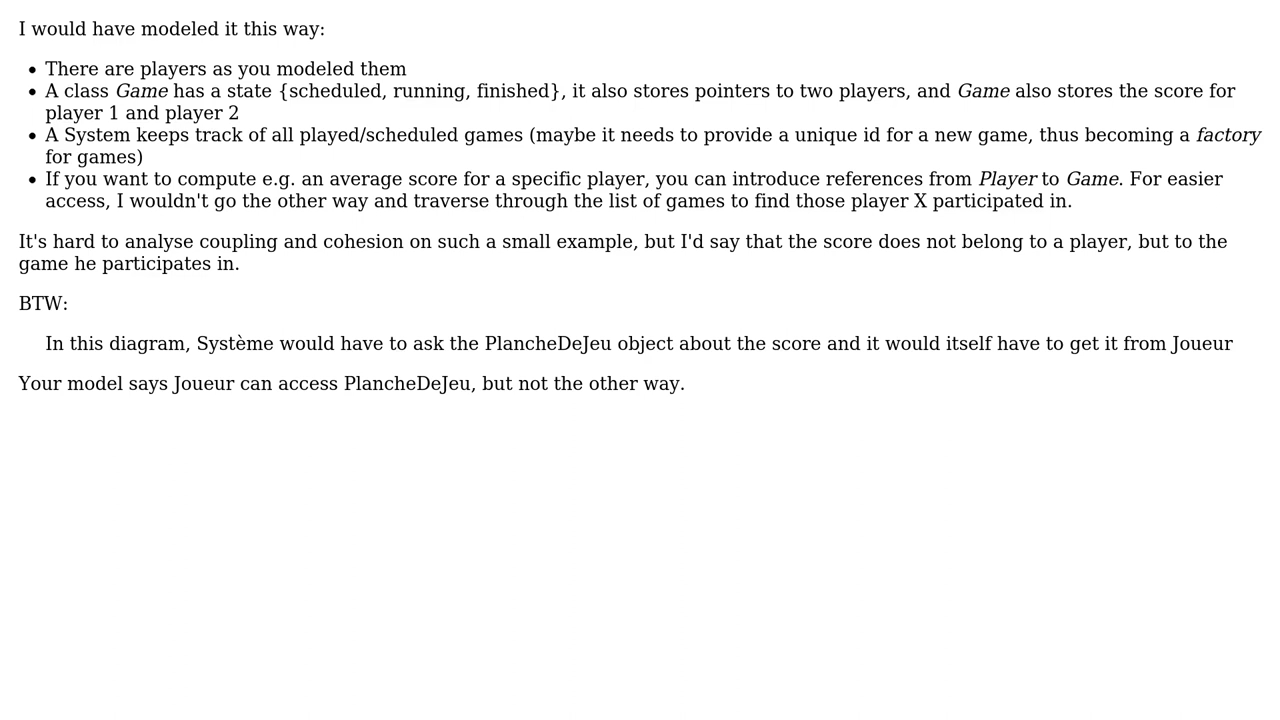 I would have modeled it this way:
• There are players as you modeled them
• A class Game has a state {scheduled, running, finished}, it also stores pointers to two players, and Game also stores the score for
player 1 and player 2
• A System keeps track of all played/scheduled games (maybe it needs to provide a unique id for a new game, thus becoming a factory
for games)
• If you want to compute e.g. an average score for a specific player, you can introduce references from Player to Game. For easier
access, I wouldn't go the other way and traverse through the list of games to find those player X participated in.
It's hard to analyse coupling and cohesion on such a small example, but I'd say that the score does not belong to a player, but to the
game he participates in.
BTW:
In this diagram, Système would have to ask the PlancheDeJeu object about the score and it would itself have to get it from Joueur
Your model says Joueur can access PlancheDeJeu, but not the other way.